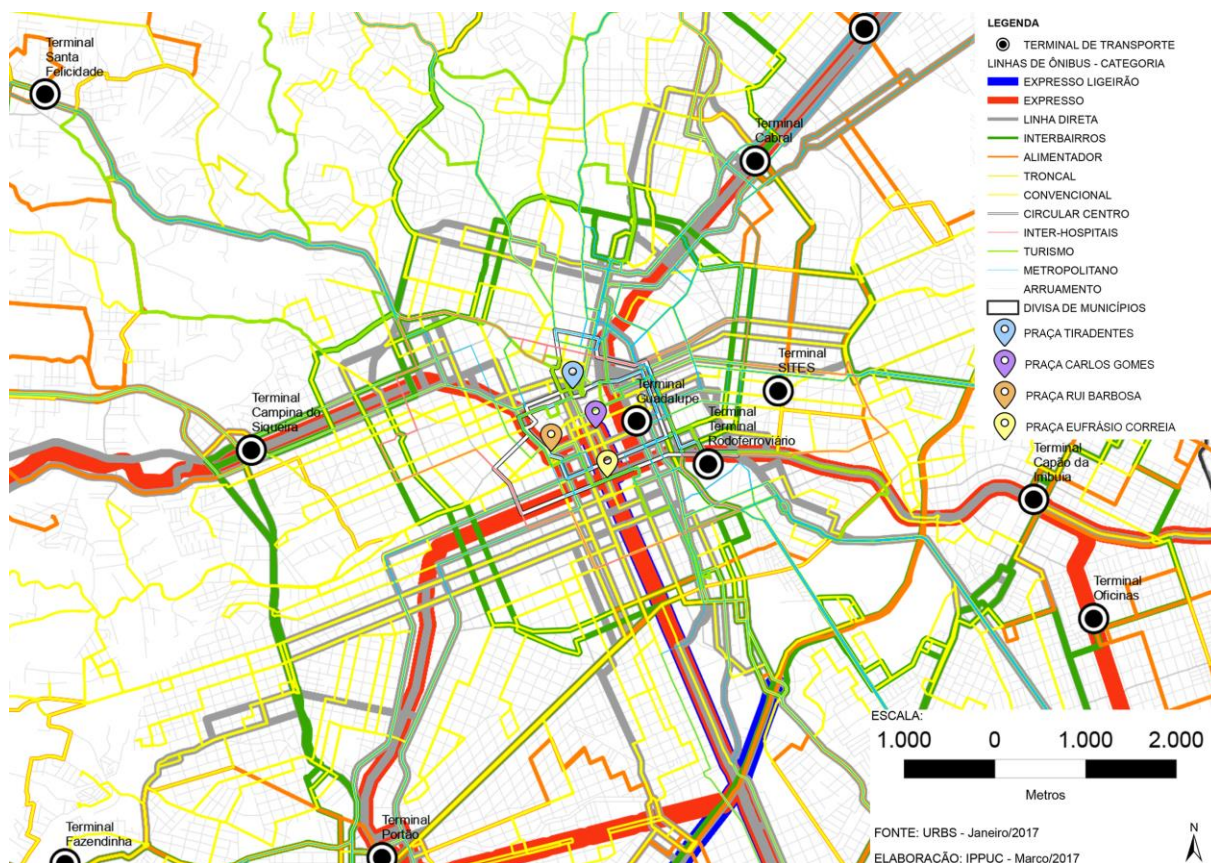 Terminal
Santa
Felicidade
Terminal
Cabral
Terminal
SITES
Terminal
Guadalupe
Terminal
Terminal
Rodoferroviário
Terminal
Campina do
Siqueira
Terminal
Capão da
Imbuia
Terminal
Oficinas
Terminal
Portão
Terminal
Fazendinha
LEGENDA
TERMINAL DE TRANSPORTE
LINHAS DE ÔNIBUS - CATEGORIA
EXPRESSO LIGEIRÃO
EXPRESSO
LINHA DIRETA
INTERBAIRROS
ALIMENTADOR
TRONCAL
CONVENCIONAL
CIRCULAR CENTRO
INTER-HOSPITAIS
TURISMO
METROPOLITANO
ARRUAMENTO
DIVISA DE MUNICÍPIOS
PRAÇA TIRADENTES
PRAÇA CARLOS GOMES
PRAÇA RUI BARBOSA
PRAÇA EUFRÁSIO CORREIA
ESCALA:
1.000 0 1.000 2.000
Metros
FONTE: URBS - Janeiro/2017
ELABORAÇÃO: IPPUC - Marco/2017
N